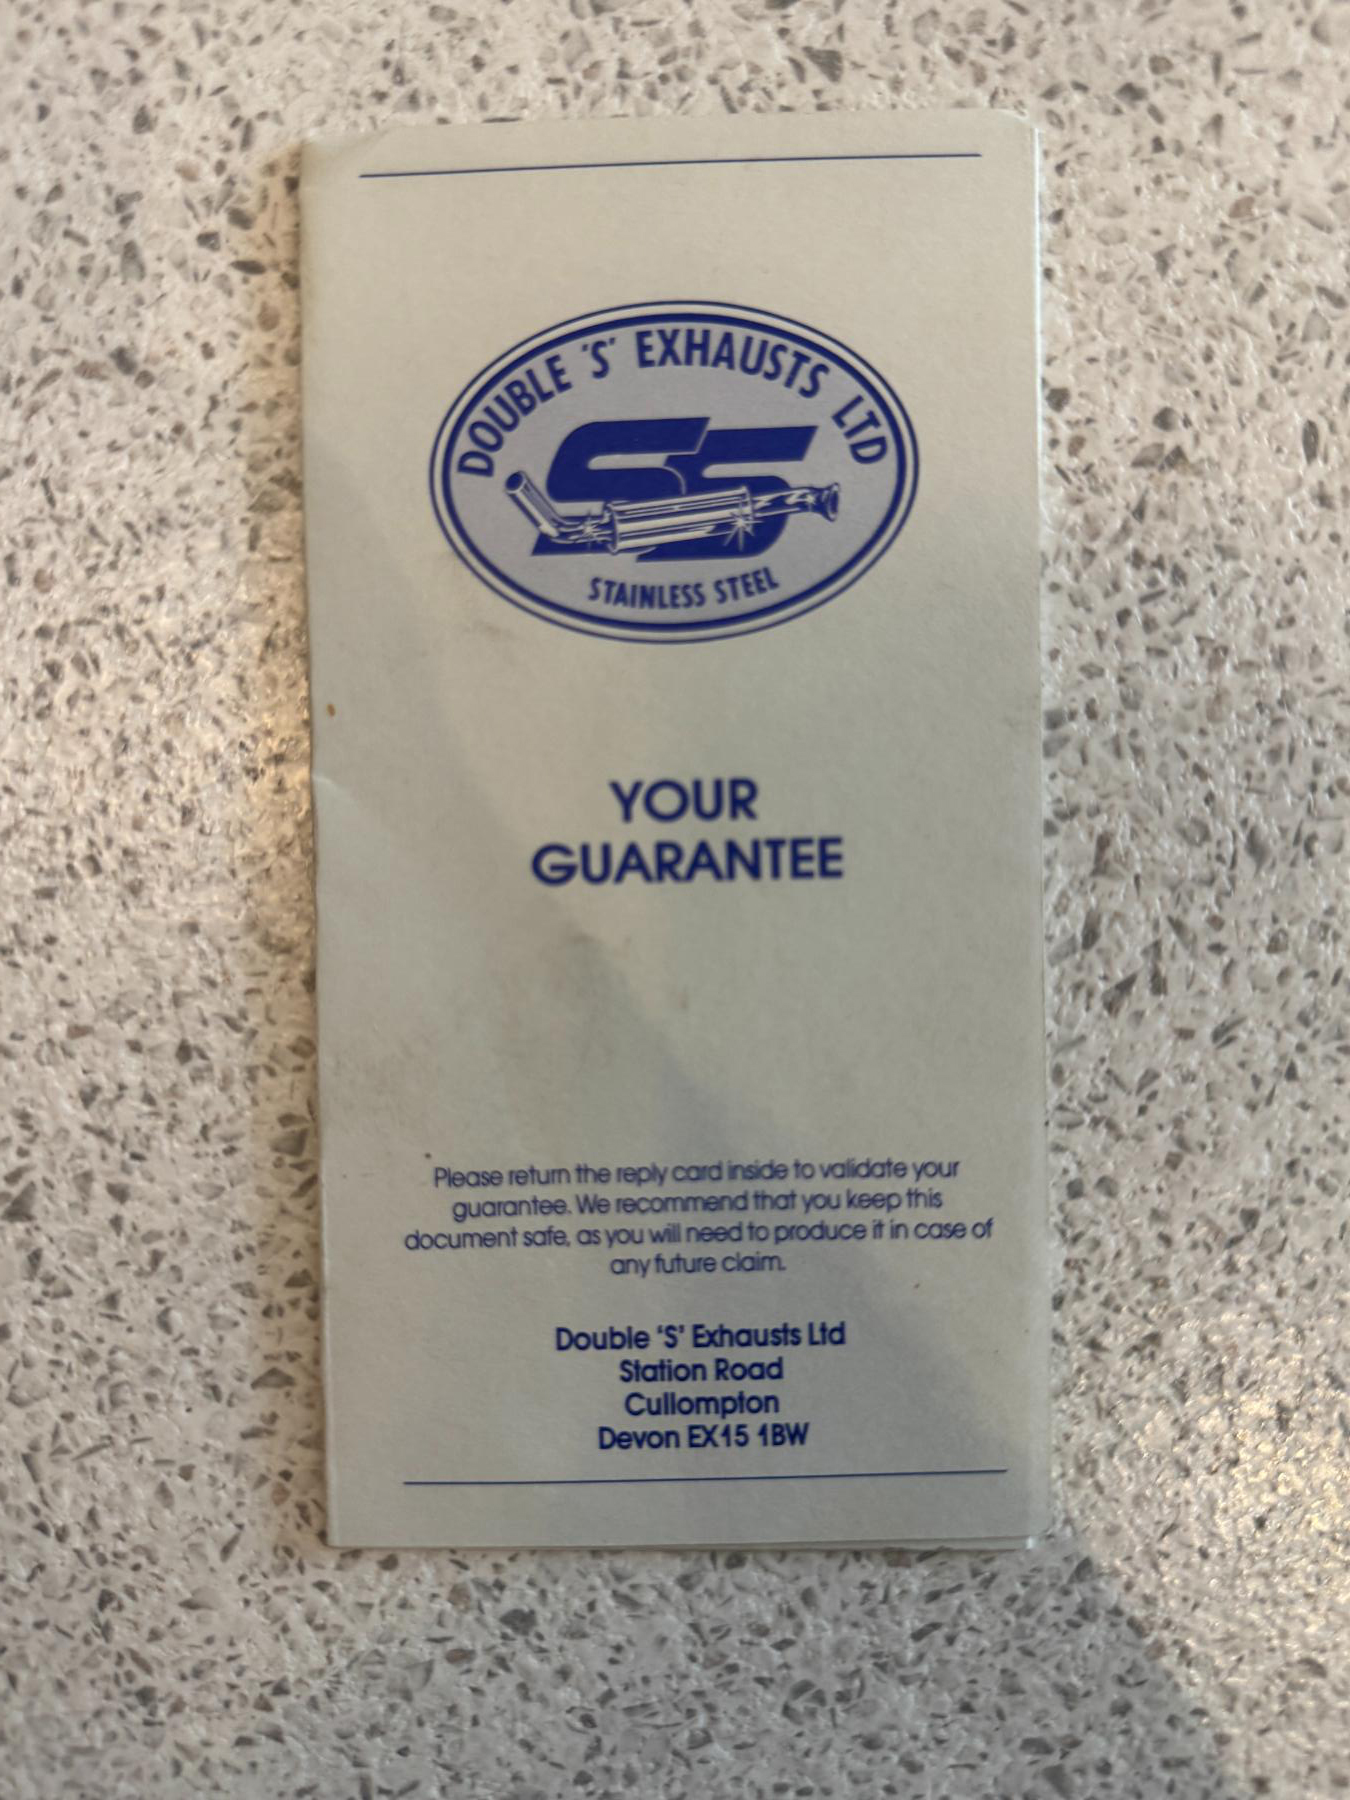 DOUBLE 'S' EXHAUSTS LTD
SS
STAINLESS STEEL
YOUR
GUARANTEE
Please return the reply card inside to validate your
guarantee. We recommend that you keep this
document safe, as you will need to produce it in case of
any future claim.
Double 'S' Exhausts Ltd
Station Road
Cullompton
Devon EX15 1BW